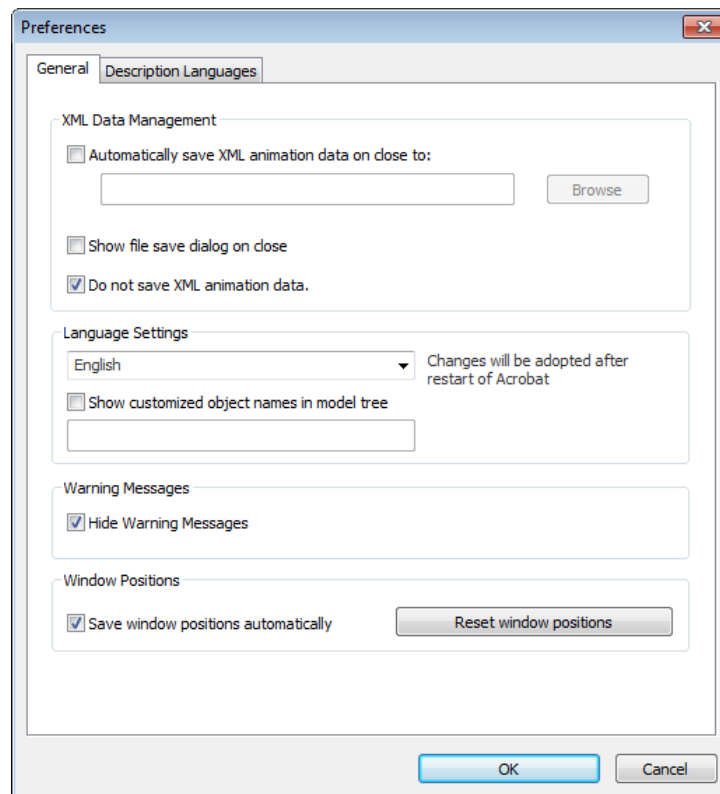 Preferences
General
Description Languages
XML Data Management
Automatically save XML animation data on close to:
Browse
Show file save dialog on close
Do not save XML animation data.
Language Settings
English
Changes will be adopted after
restart of Acrobat
Show customized object names in model tree
Warning Messages
Hide Warning Messages
Window Positions
Save window positions automatically
Reset window positions
OK
Cancel